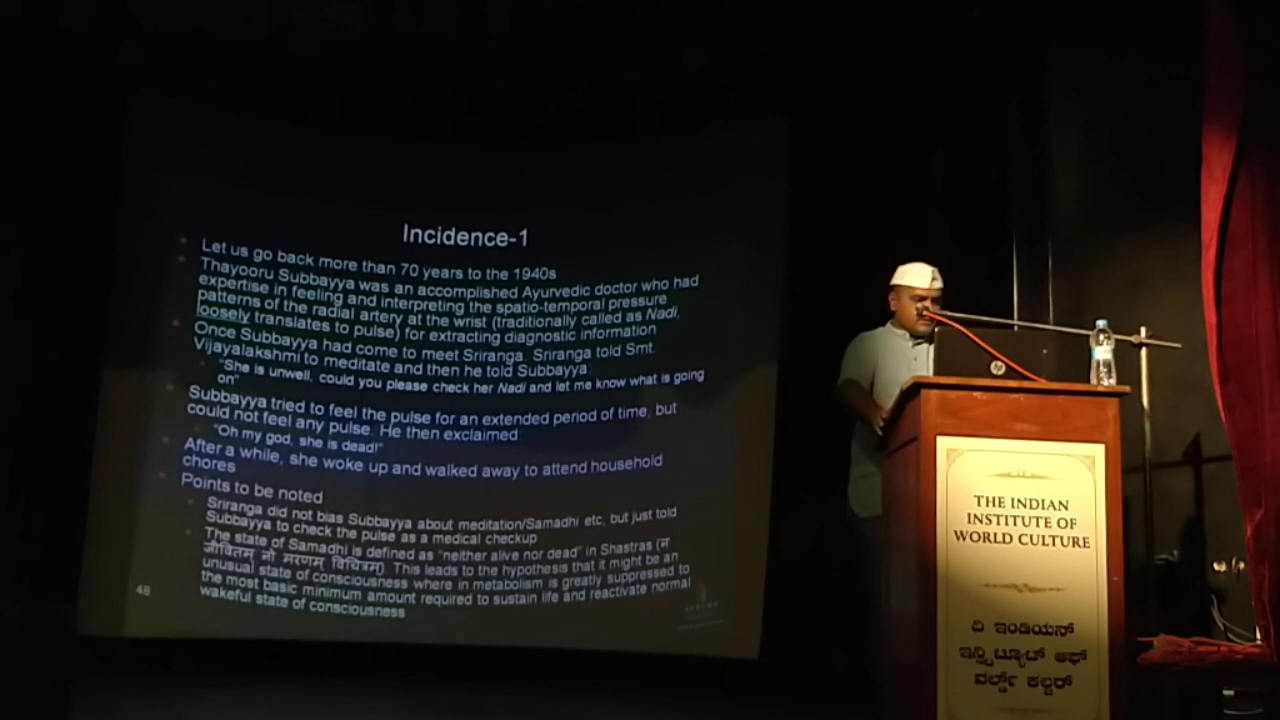 Incidence-1
Let us go back more than 70 years to the 1940s
Thayooru Subbayya was an accomplished Ayurvedic doctor who had
expertise in feeling and interpreting the spatio-temporal pressure
patterns of the radial artery at the wrist (traditionally called as Nadi,
loosely translates to pulse) for extracting diagnostic information
Once Subbayya had come to meet Sriranga. Sriranga told Smt.
Vijayalakshmi to meditate and then he told Subbayya:
"She is unwell, could you please check her Nadi and let me know what is going
on"
Subbayya tried to feel the pulse for an extended period of time, but
could not feel any pulse. He then exclaimed:
"Oh my god, she is dead!"
After a while, she woke up and walked away to attend household
chores
Points to be noted
Sriranga did not bias Subbayya about meditation/Samadhi etc, but just told
Subbayya to check the pulse as a medical checkup
The state of Samadhi is defined as "neither alive nor dead" in Shastras (न
जीवितम् नो मरणम् विचित्रम्). This leads to the hypothesis that it might be an
unusual state of consciousness where in metabolism is greatly suppressed to
the most basic minimum amount required to sustain life and reactivate normal
wakeful state of consciousness
48
THE INDIAN
INSTITUTE OF
WORLD CULTURE
ದಿ ಇಂಡಿಯನ್
ಇನ್ಸ್ಟಿಟ್ಯೂಟ್ ಆಫ್
ವರ್ಲ್ಡ್ ಕಲ್ಚರ್
hp